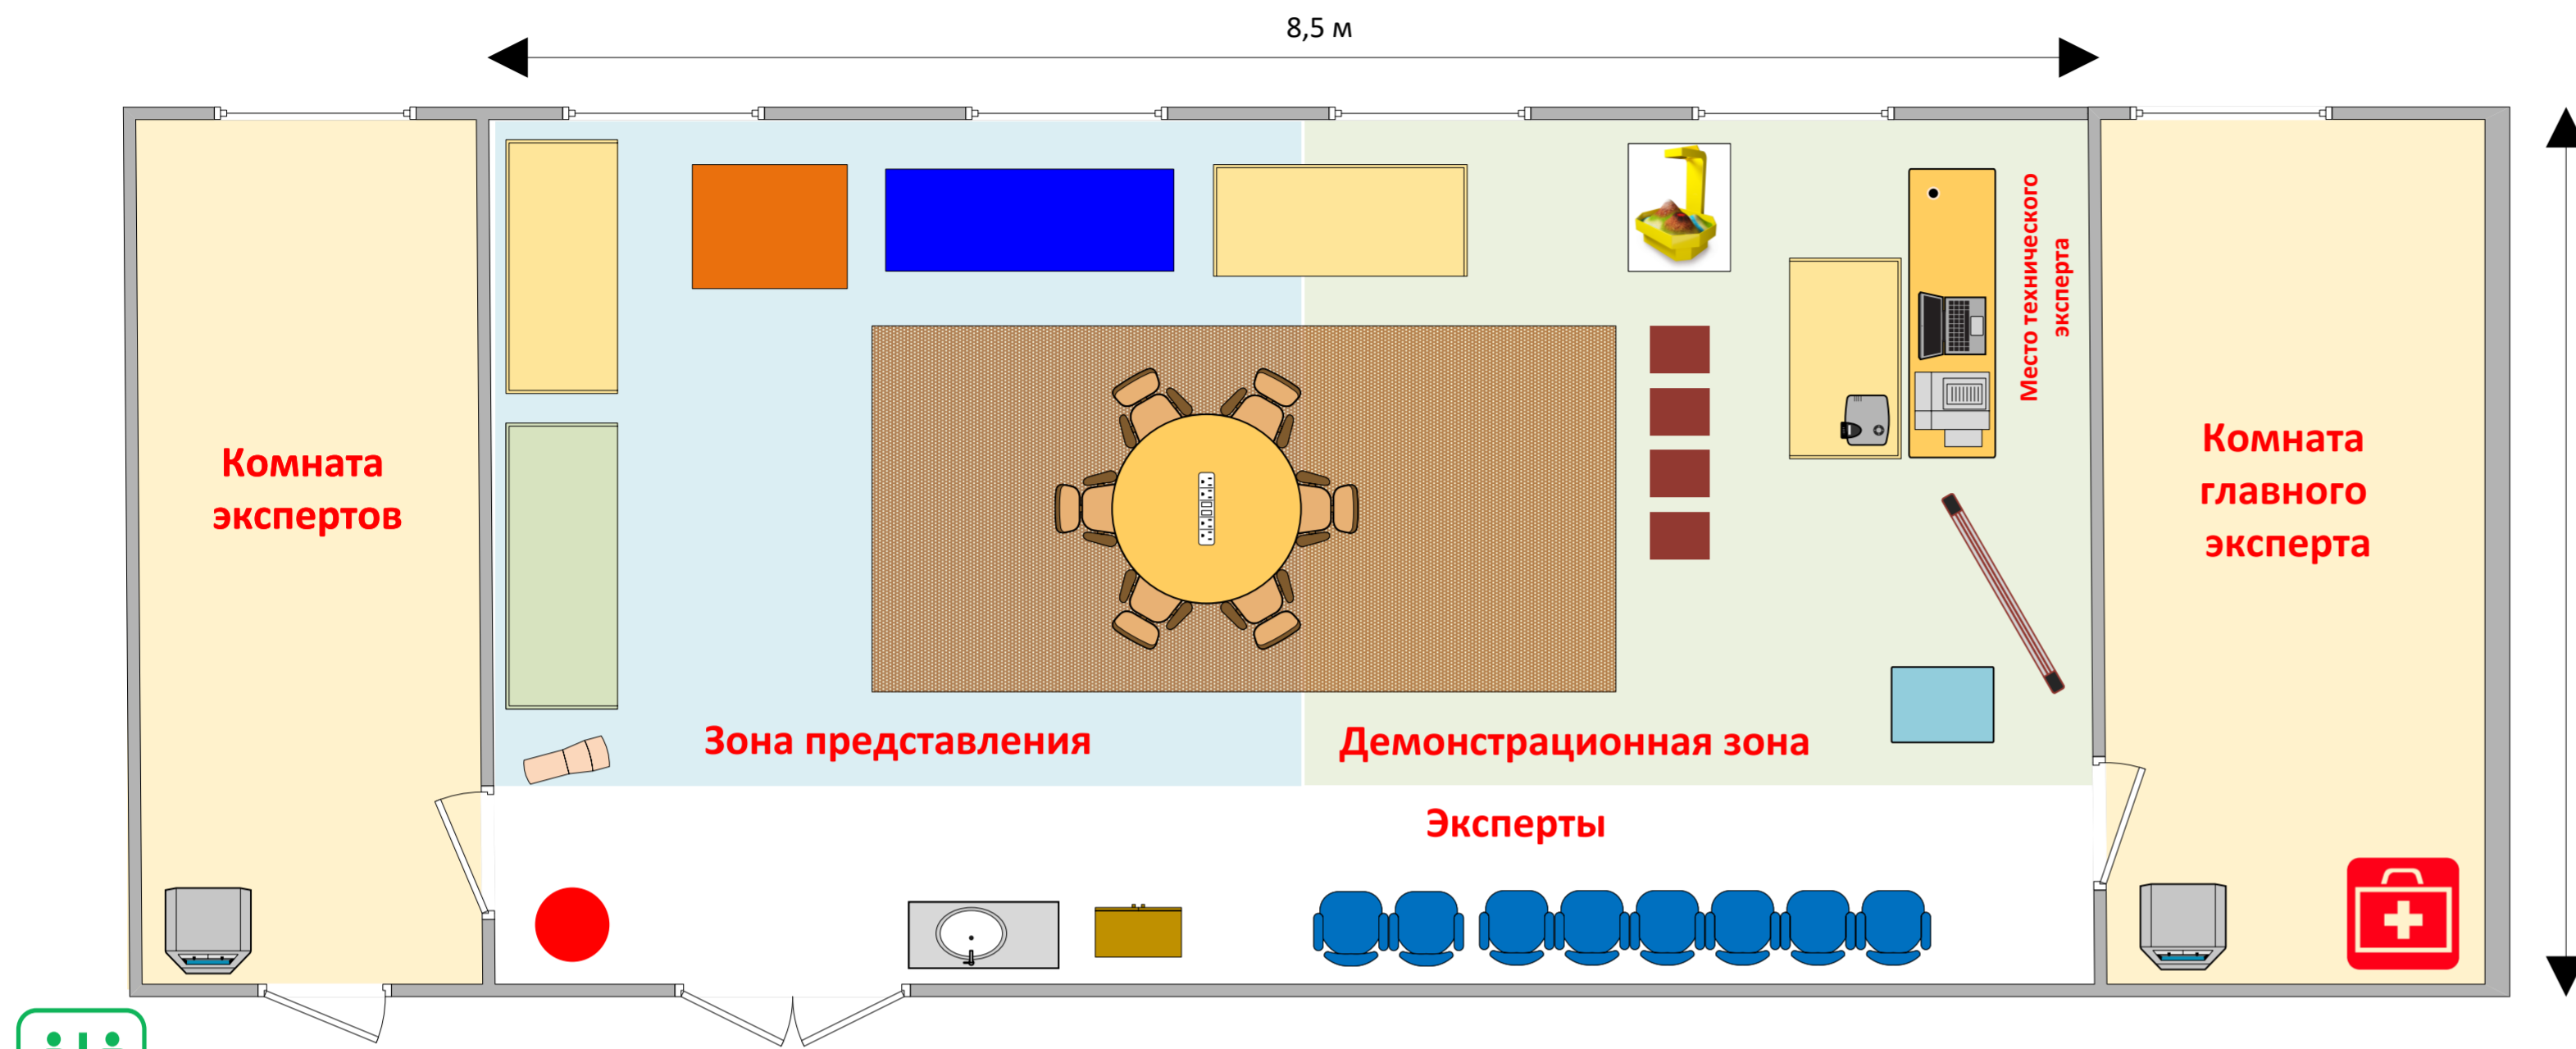 8,5 м
Место технического
эксперта
Комната
экспертов
Комната
главного
эксперта
Зона представления
Демонстрационная зона
Эксперты